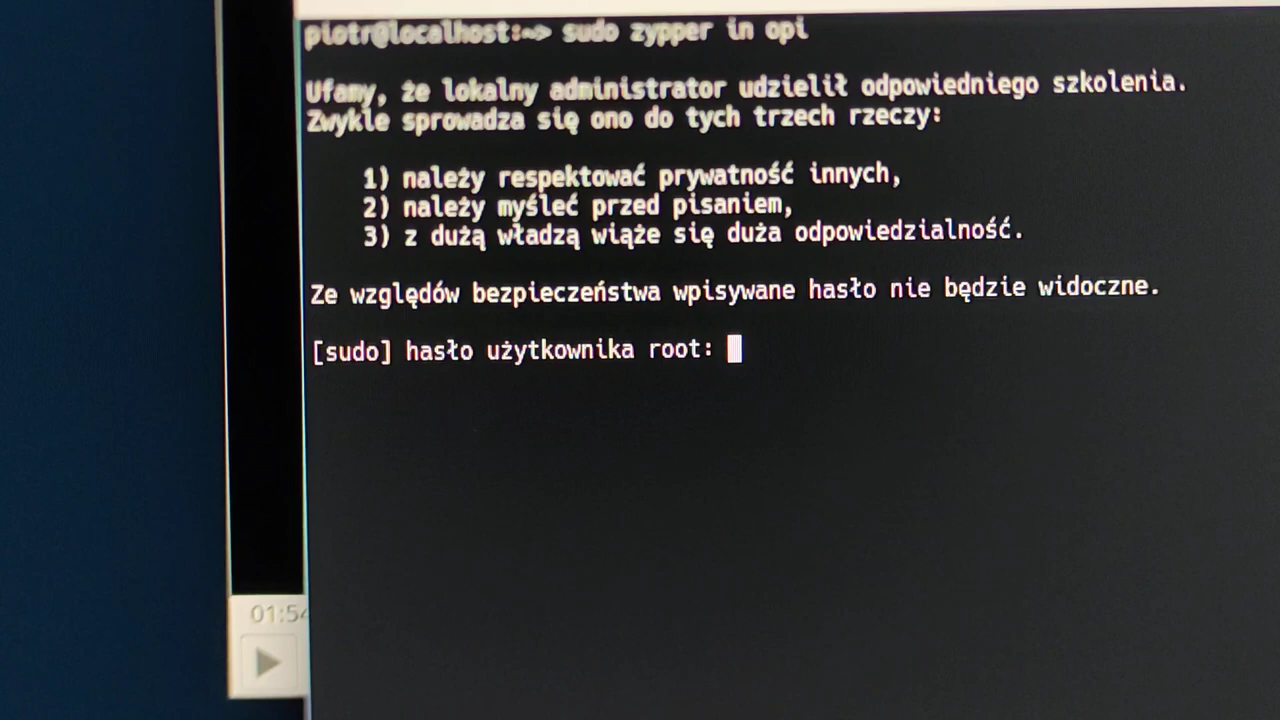 piotr@localhost:~> sudo zypper in opi
Ufamy, że lokalny administrator udzielił odpowiedniego szkolenia.
Zwykle sprowadza się ono do tych trzech rzeczy:
1) należy respektować prywatność innych,
2) należy myśleć przed pisaniem,
3) z dużą władzą wiąże się duża odpowiedzialność.
Ze względów bezpieczeństwa wpisywane hasło nie będzie widoczne.
[sudo] hasło użytkownika root:
01:54